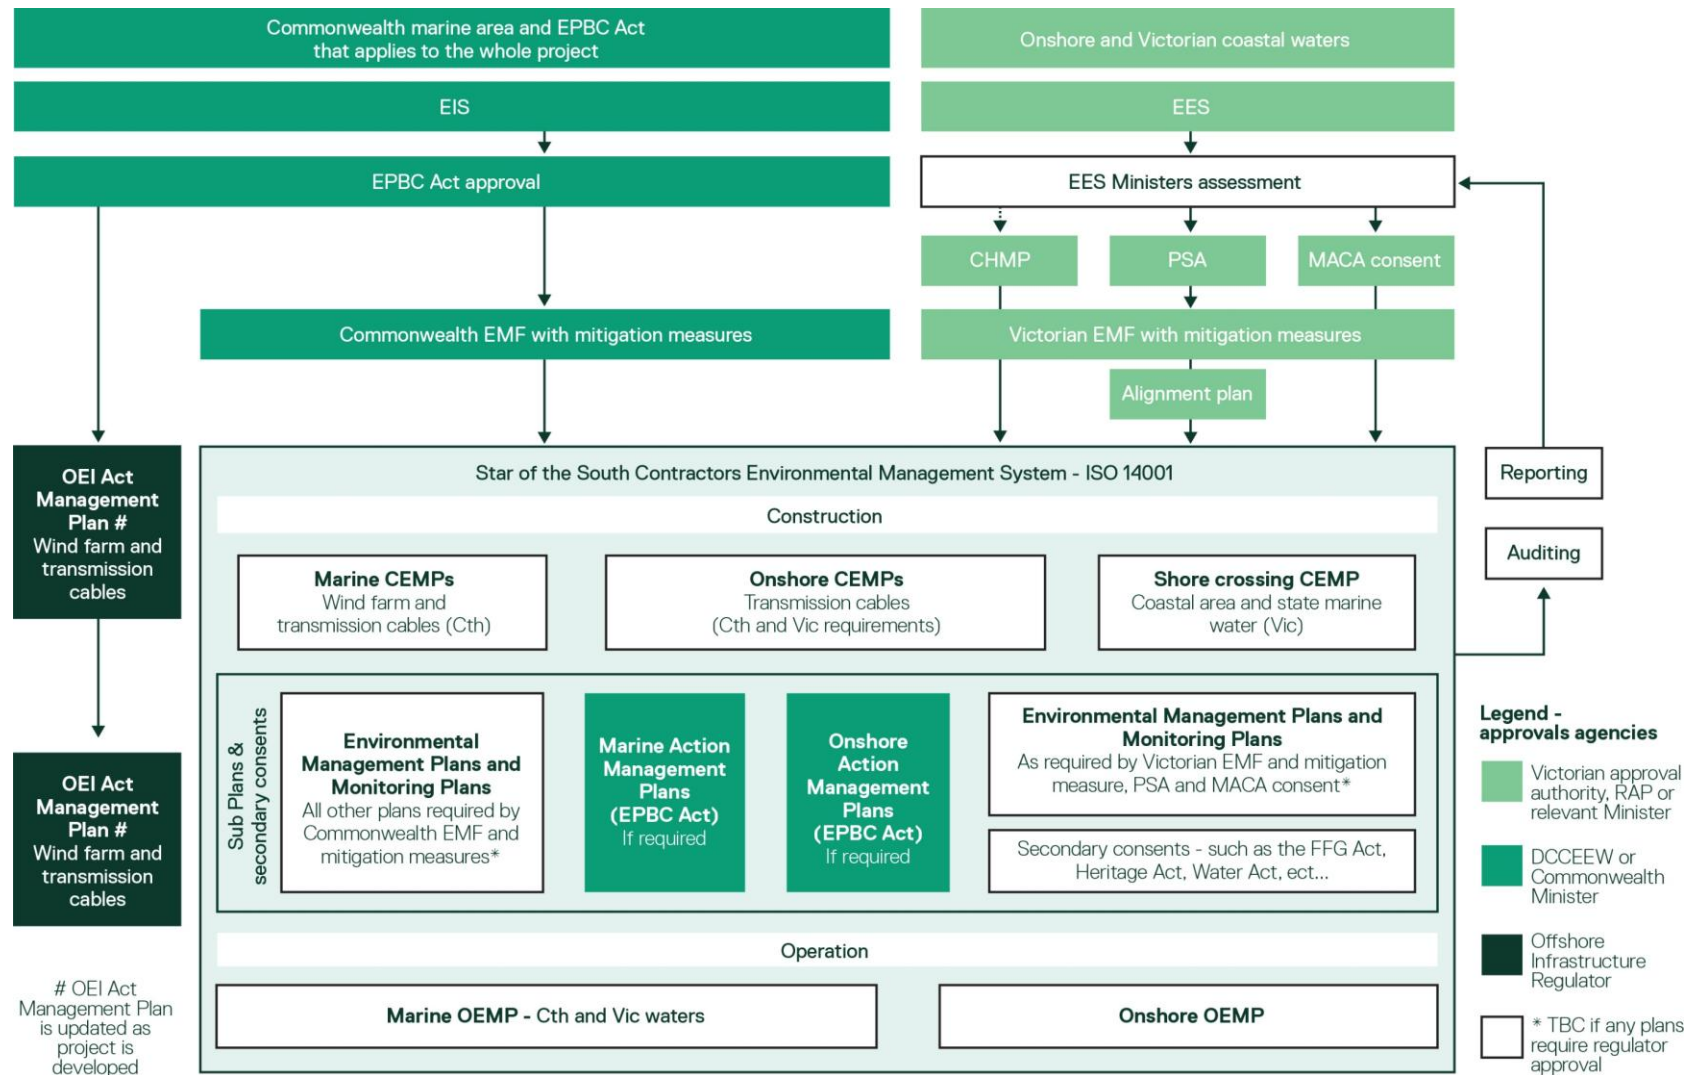 Commonwealth marine area and EPBC Act
that applies to the whole project
Onshore and Victorian coastal waters
EIS
EES
EPBC Act approval
EES Ministers assessment
CHMP
PSA
MACA consent
Commonwealth EMF with mitigation measures
Victorian EMF with mitigation measures
Alignment plan
OEI Act
Management
Plan #
Wind farm and
transmission
cables
Star of the South Contractors Environmental Management System - ISO 14001
Construction
Marine CEMPs
Wind farm and
transmission cables (Cth)
Onshore CEMPs
Transmission cables
(Cth and Vic requirements)
Shore crossing CEMP
Coastal area and state marine
water (Vic)
Reporting
Auditing
Sub Plans &
secondary consents
Environmental
Management Plans and
Monitoring Plans
All other plans required by
Commonwealth EMF and
mitigation measures*
Marine Action
Management
Plans
(EPBC Act)
If required
Onshore
Action
Management
Plans
(EPBC Act)
If required
Environmental Management Plans and
Monitoring Plans
As required by Victorian EMF and mitigation
measure, PSA and MACA consent*
Secondary consents - such as the FFG Act,
Heritage Act, Water Act, ect...
OEI Act
Management
Plan #
Wind farm and
transmission
cables
Operation
Marine OEMP - Cth and Vic waters
Onshore OEMP
# OEI Act
Management Plan
is updated as
project is
developed
Legend -
approvals agencies
Victorian approval
authority, RAP or
relevant Minister
DCCEEW or
Commonwealth
Minister
Offshore
Infrastructure
Regulator
* TBC if any plans
require regulator
approval